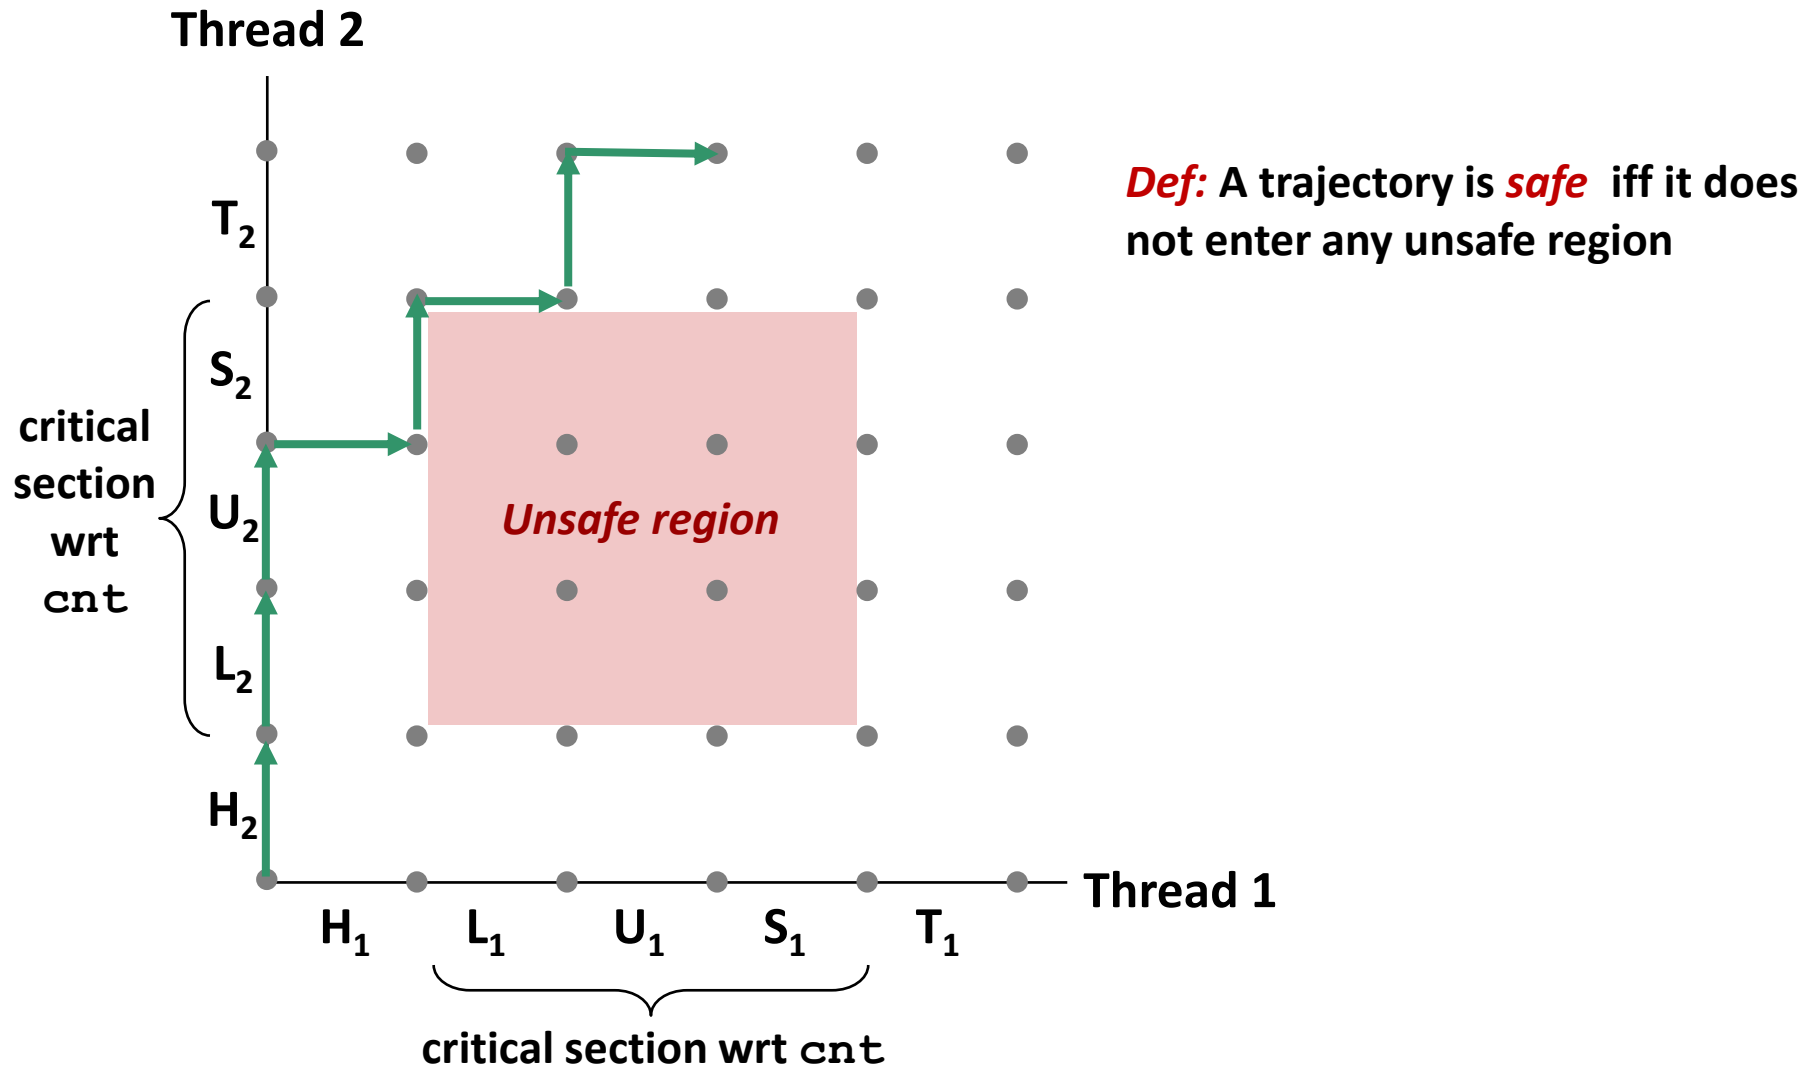 Thread 2
Def: A trajectory is safe iff it does
not enter any unsafe region
T2
S2
critical
section
wrt
cnt
U2
Unsafe region
L2
H2
Thread 1
H1 L1 U1 S1 T1
critical section wrt cnt